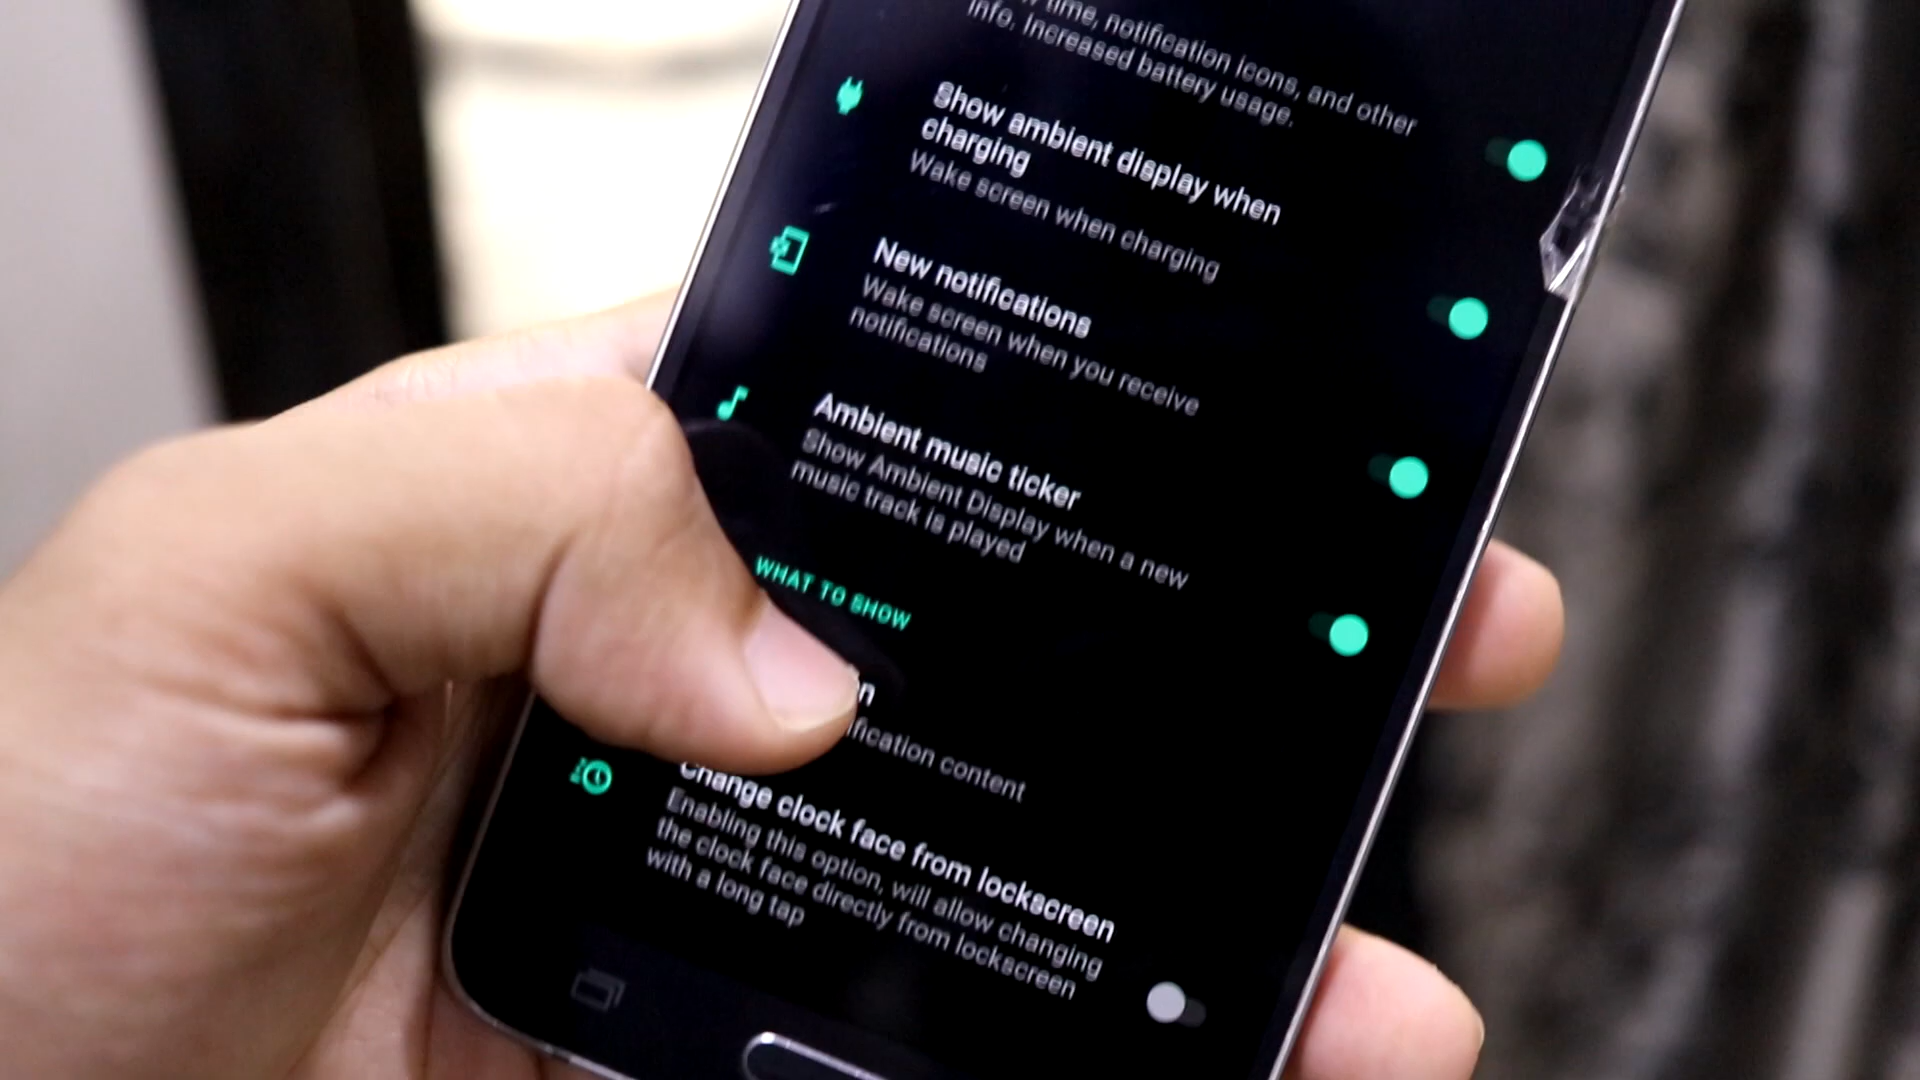 time, notification icons, and other
info. Increased battery usage.
Show ambient display when
charging
Wake screen when charging
New notifications
Wake screen when you receive
notifications
Ambient music ticker
Show Ambient Display when a new
music track is played
WHAT TO SHOW
content
Change clock face from lockscreen
Enabling this option, will allow changing
the clock face directly from lockscreen
with a long tap